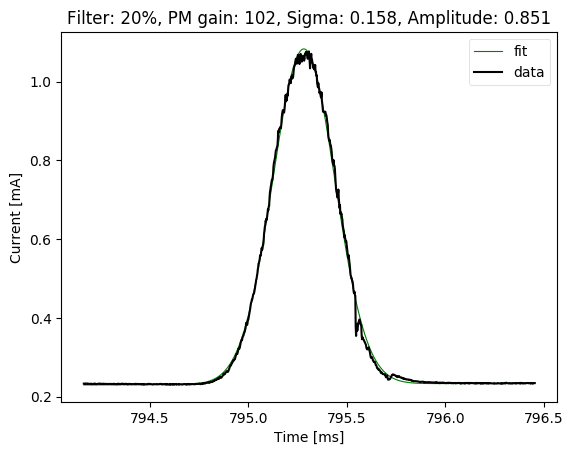 Filter: 20%, PM gain: 102, Sigma: 0.158, Amplitude: 0.851
fit
data
Current [mA]
1.0
0.8
0.6
0.4
0.2
794.5 795.0 795.5 796.0 796.5
Time [ms]